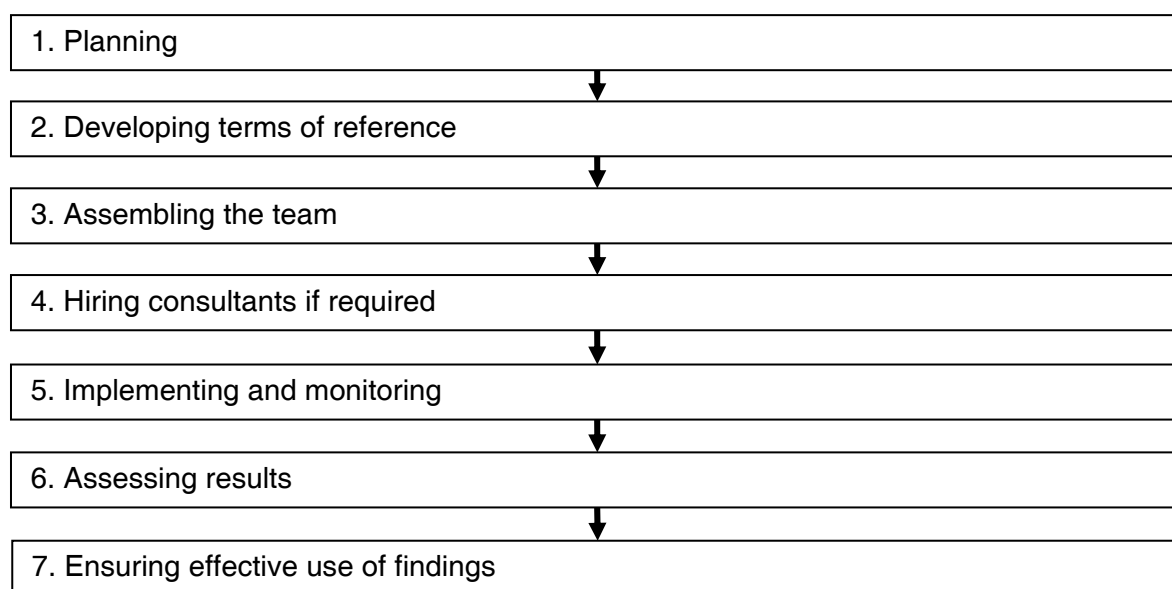 1. Planning
2. Developing terms of reference
3. Assembling the team
4. Hiring consultants if required
5. Implementing and monitoring
6. Assessing results
7. Ensuring effective use of findings